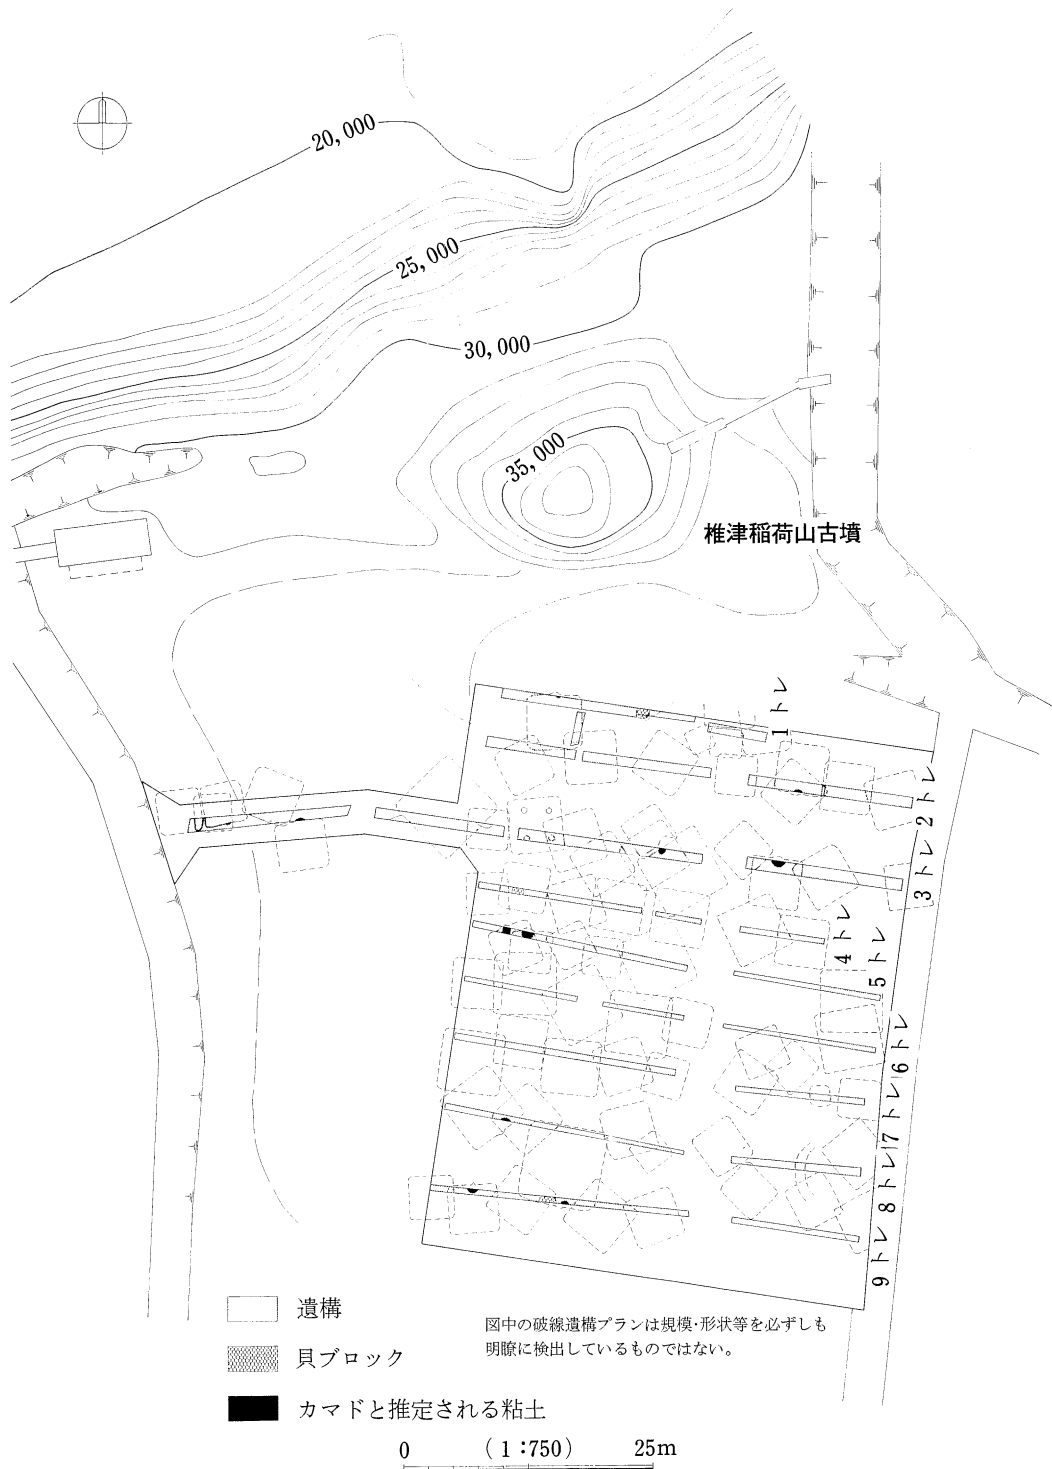 20,000
25,000
30,000
35,000
椎津稲荷山古墳
1トレ
2トレ
3トレ
4トレ
5トレ
6トレ
7トレ
8トレ
9トレ
遺構
貝ブロック
カマドと推定される粘土
図中の破線遺構プランは規模・形状等を必ずしも
明瞭に検出しているものではない。
0 (1:750) 25m